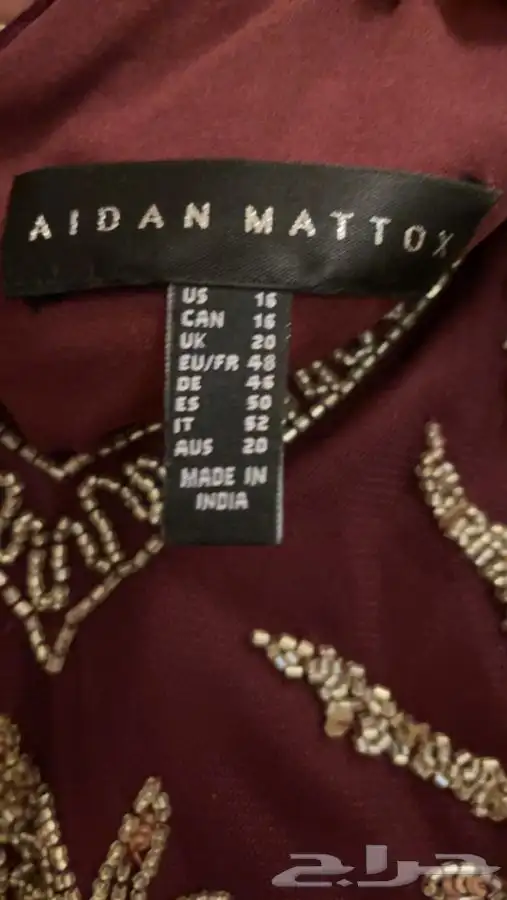 AIDAN MATTOX
US 16
CAN 16
UK 20
EU/FR 48
DE 46
ES 50
IT 52
AUS 20
MADE IN
INDIA
حراج